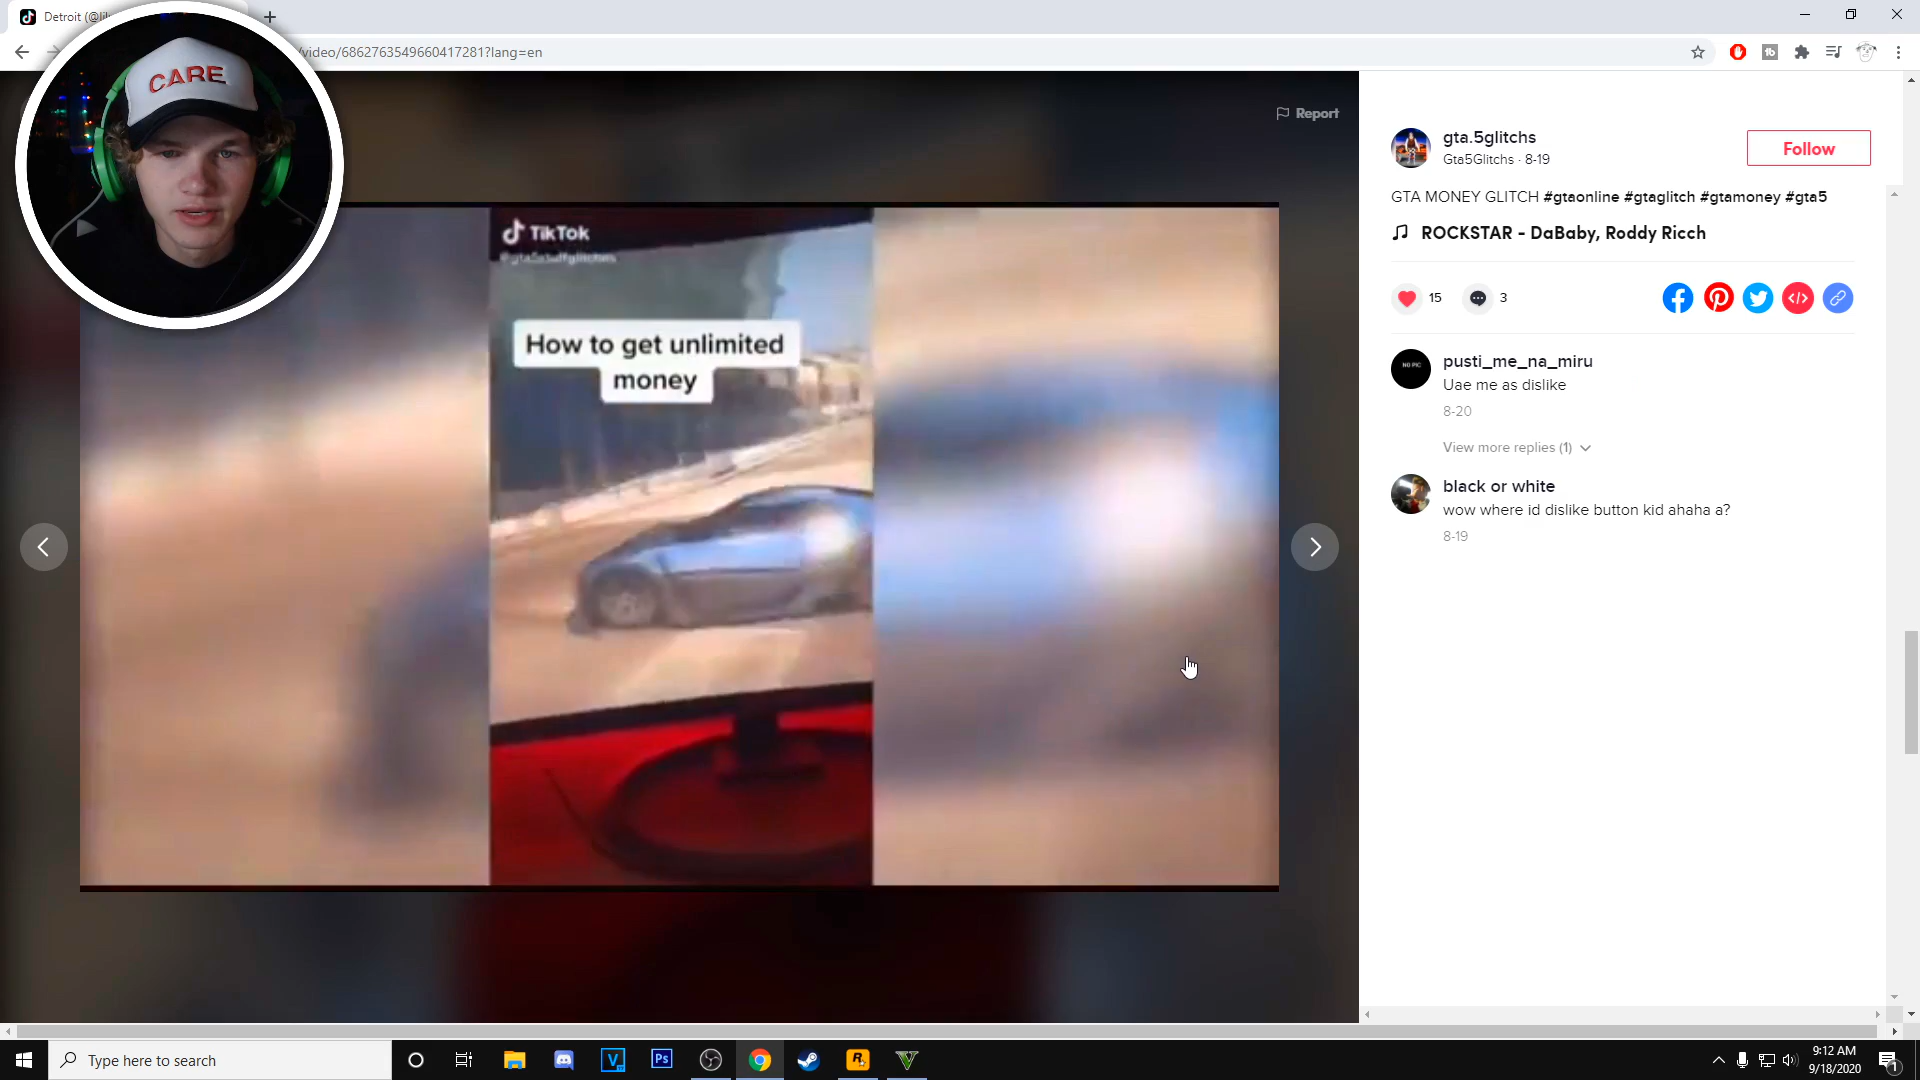 Detroit (@lil
/video/6862763549660417281?lang=en
CARE
Report
TikTok
How to get unlimited
money
gta.5glitchs
Gta5Glitchs · 8-19
Follow
GTA MONEY GLITCH #gtaonline #gtaglitch #gtamoney #gta5
ROCKSTAR - DaBaby, Roddy Ricch
15
3
pusti_me_na_miru
Uae me as dislike
8-20
View more replies (1)
black or white
wow where id dislike button kid ahaha a?
8-19
Type here to search
9:12 AM
9/18/2020